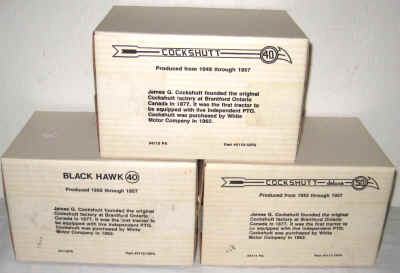 COCKSHUTT 40
Produced from 1949 through 1957
James G. Cockshutt founded the original
Cockshutt factory at Brantford Ontario
Canada in 1877. It was the first tractor to
be equipped with live independent PTO.
Cockshutt was purchased by White
Motor Company in 1962.
BLACK HAWK 40
Produced 1955 through 1957
James G. Cockshutt founded the original
Cockshutt factory at Brantford Ontario
Canada in 1877. It was the first tractor
to be equipped with live independent
PTO. Cockshutt was purchased by White
Motor Company in 1962.
COCKSHUTT deluxe
Produced from 1953 through 1957
James G. Cockshutt founded the original
Cockshutt factory at Brantford Ontario
Canada in 1877. It was the first tractor
to be equipped with live independent
PTO. Cockshutt was purchased by White
Motor Company in 1962.